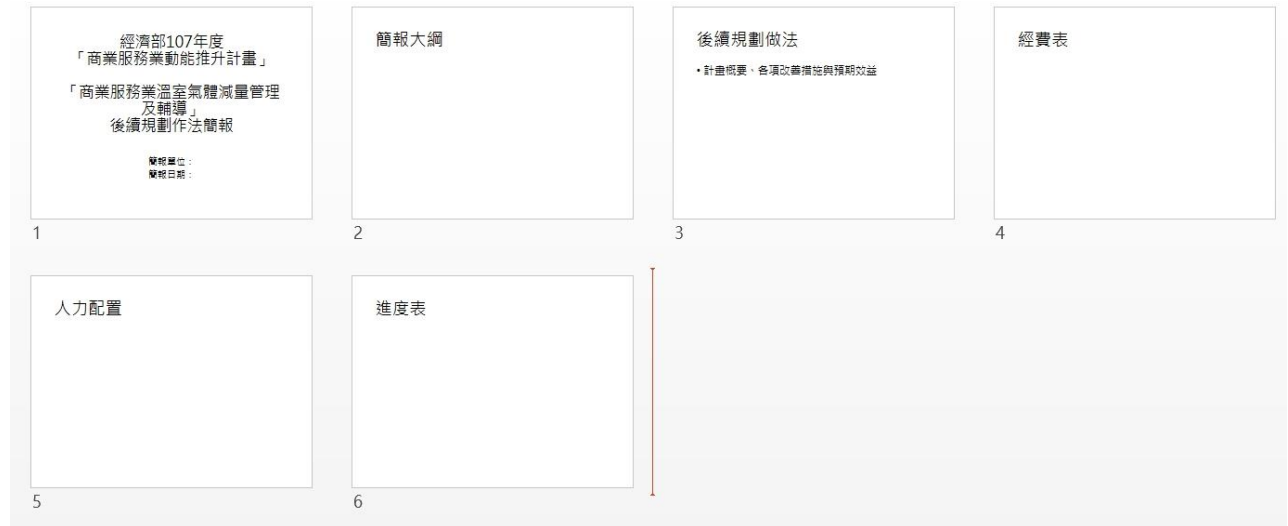 經濟部107年度
「商業服務業動能推升計畫」
「商業服務業溫室氣體減量管理
及輔導」
後續規劃作法簡報
簡報單位：
簡報日期：
1
簡報大綱
2
後續規劃做法
•計畫概要、各項改善措施與預期效益
3
經費表
4
人力配置
5
進度表
6